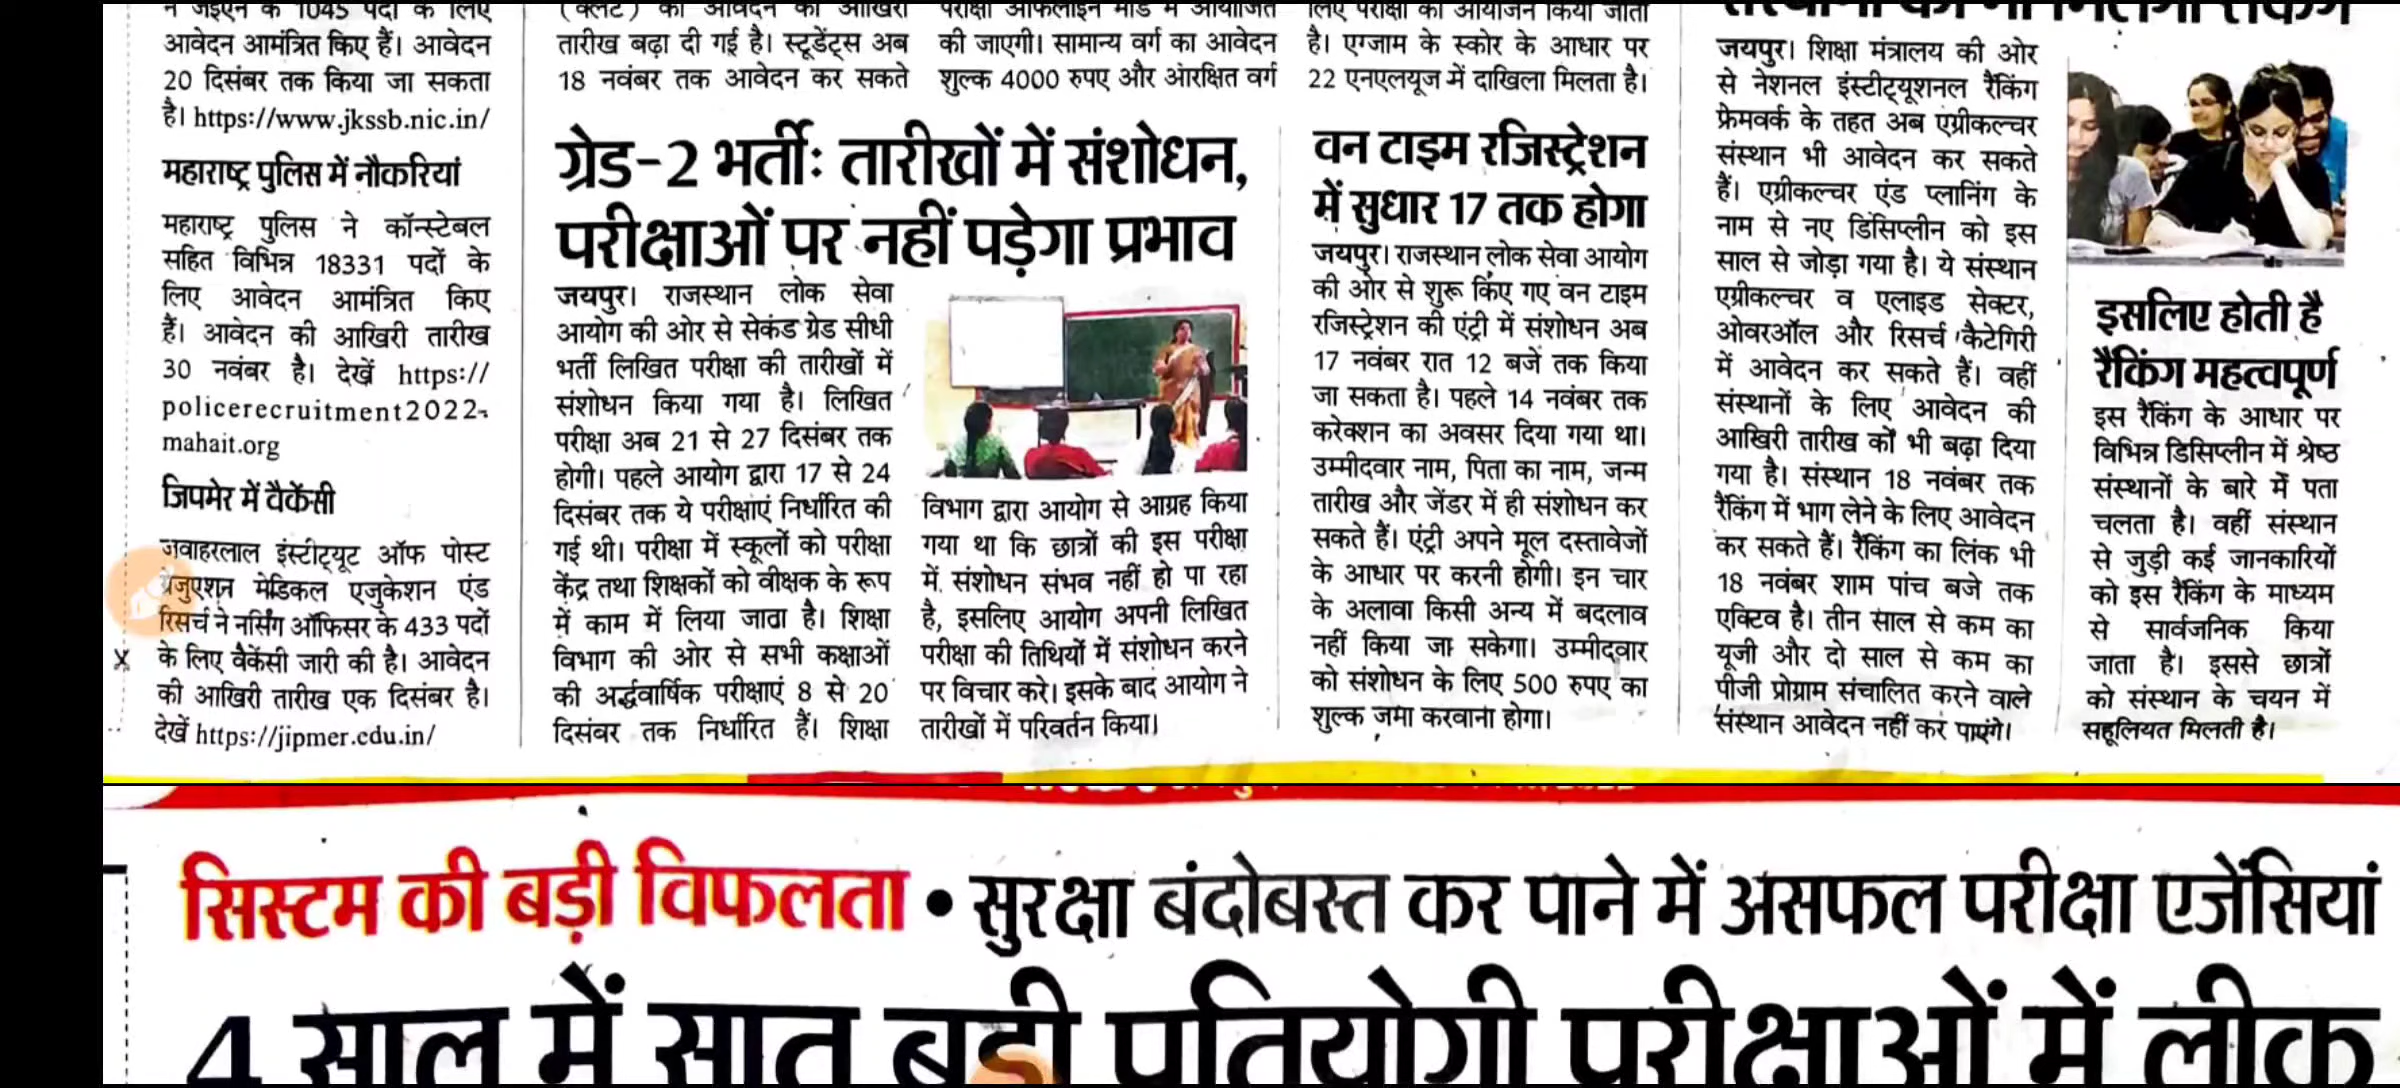 आवेदन आमंत्रित किए हैं। आवेदन
20 दिसंबर तक किया जा सकता
है। https://www.jkssb.nic.in/
महाराष्ट्र पुलिस में नौकरियां
महाराष्ट्र पुलिस ने कॉन्स्टेबल
सहित विभिन्न 18331 पदों के
लिए आवेदन आमंत्रित किए
हैं। आवेदन की आखिरी तारीख
30 नवंबर है। देखें https://
policerecruitment2022.
mahait.org
जिपमेर में वैकेंसी
जवाहरलाल इंस्टीट्यूट ऑफ पोस्ट
ग्रेजुएशन मेडिकल एजुकेशन एंड
रिसर्च ने नर्सिंग ऑफिसर के 433 पदों
के लिए वैकेंसी जारी की है। आवेदन
की आखिरी तारीख एक दिसंबर है।
देखें https://jipmer.edu.in/
तारीख बढ़ा दी गई है। स्टूडेंट्स अब
18 नवंबर तक आवेदन कर सकते
की जाएगी। सामान्य वर्ग का आवेदन
शुल्क 4000 रुपए और आरक्षित वर्ग
है। एग्जाम के स्कोर के आधार पर
22 एनएलयूज में दाखिला मिलता है।
ग्रेड-2 भर्ती: तारीखों में संशोधन,
परीक्षाओं पर नहीं पड़ेगा प्रभाव
जयपुर। राजस्थान लोक सेवा
आयोग की ओर से सेकंड ग्रेड सीधी
भर्ती लिखित परीक्षा की तारीखों में
संशोधन किया गया है। लिखित
परीक्षा अब 21 से 27 दिसंबर तक
होगी। पहले आयोग द्वारा 17 से 24
दिसंबर तक ये परीक्षाएं निर्धारित की
गई थी। परीक्षा में स्कूलों को परीक्षा
केंद्र तथा शिक्षकों को वीक्षक के रूप
में काम में लिया जाता है। शिक्षा
विभाग की ओर से सभी कक्षाओं
की अर्द्धवार्षिक परीक्षाएं 8 से 20
दिसंबर तक निर्धारित हैं। शिक्षा
विभाग द्वारा आयोग से आग्रह किया
गया था कि छात्रों की इस परीक्षा
में संशोधन संभव नहीं हो पा रहा
है, इसलिए आयोग अपनी लिखित
परीक्षा की तिथियों में संशोधन करने
पर विचार करे। इसके बाद आयोग ने
तारीखों में परिवर्तन किया।
वन टाइम रजिस्ट्रेशन
में सुधार 17 तक होगा
जयपुर। राजस्थान लोक सेवा आयोग
की ओर से शुरू किए गए वन टाइम
रजिस्ट्रेशन की एंट्री में संशोधन अब
17 नवंबर रात 12 बजे तक किया
जा सकता है। पहले 14 नवंबर तक
करेक्शन का अवसर दिया गया था।
उम्मीदवार नाम, पिता का नाम, जन्म
तारीख और जेंडर में ही संशोधन कर
सकते हैं। एंट्री अपने मूल दस्तावेजों
के आधार पर करनी होगी। इन चार
के अलावा किसी अन्य में बदलाव
नहीं किया जा सकेगा। उम्मीदवार
को संशोधन के लिए 500 रुपए का
शुल्क जमा करवाना होगा।
जयपुर। शिक्षा मंत्रालय की ओर
से नेशनल इंस्टीट्यूशनल रैंकिंग
फ्रेमवर्क के तहत अब एग्रीकल्चर
संस्थान भी आवेदन कर सकते
हैं। एग्रीकल्चर एंड प्लानिंग के
नाम से नए डिसिप्लीन को इस
साल से जोड़ा गया है। ये संस्थान
एग्रीकल्चर व एलाइड सेक्टर,
ओवरऑल और रिसर्च कैटेगिरी
में आवेदन कर सकते हैं। वहीं
संस्थानों के लिए आवेदन की
आखिरी तारीख को भी बढ़ा दिया
गया है। संस्थान 18 नवंबर तक
रैंकिंग में भाग लेने के लिए आवेदन
कर सकते हैं। रैंकिंग का लिंक भी
18 नवंबर शाम पांच बजे तक
एक्टिव है। तीन साल से कम का
यूजी और दो साल से कम का
पीजी प्रोग्राम संचालित करने वाले
संस्थान आवेदन नहीं कर पाएंगे।
इसलिए होती है
रैंकिंग महत्वपूर्ण
इस रैंकिंग के आधार पर
विभिन्न डिसिप्लीन में श्रेष्ठ
संस्थानों के बारे में पता
चलता है। वहीं संस्थान
से जुड़ी कई जानकारियों
को इस रैंकिंग के माध्यम
से सार्वजनिक किया
जाता है। इससे छात्रों
को संस्थान के चयन में
सहूलियत मिलती है।
सिस्टम की बड़ी विफलता • सुरक्षा बंदोबस्त कर पाने में असफल परीक्षा एजेंसियां
4 साल में सात बड़ी प्रतियोगी परीक्षाओं में लीक